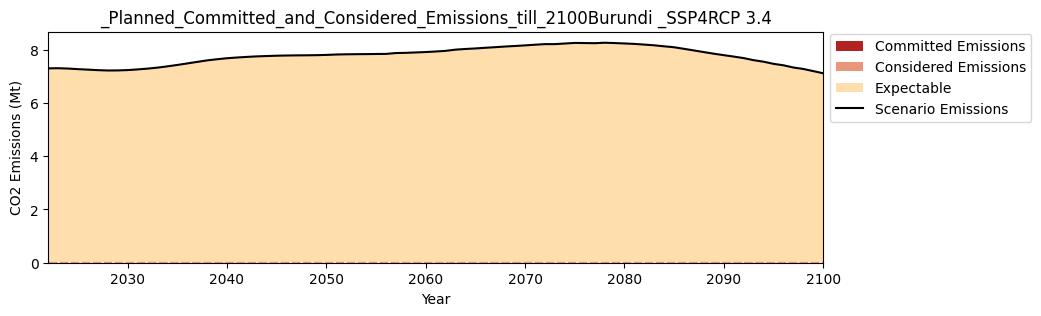 _Planned_Committed_and_Considered_Emissions_till_2100Burundi _SSP4RCP 3.4
8
6
4
2
0
CO2 Emissions (Mt)
2030 2040 2050 2060 2070 2080 2090 2100
Year
Committed Emissions
Considered Emissions
Expectable
Scenario Emissions